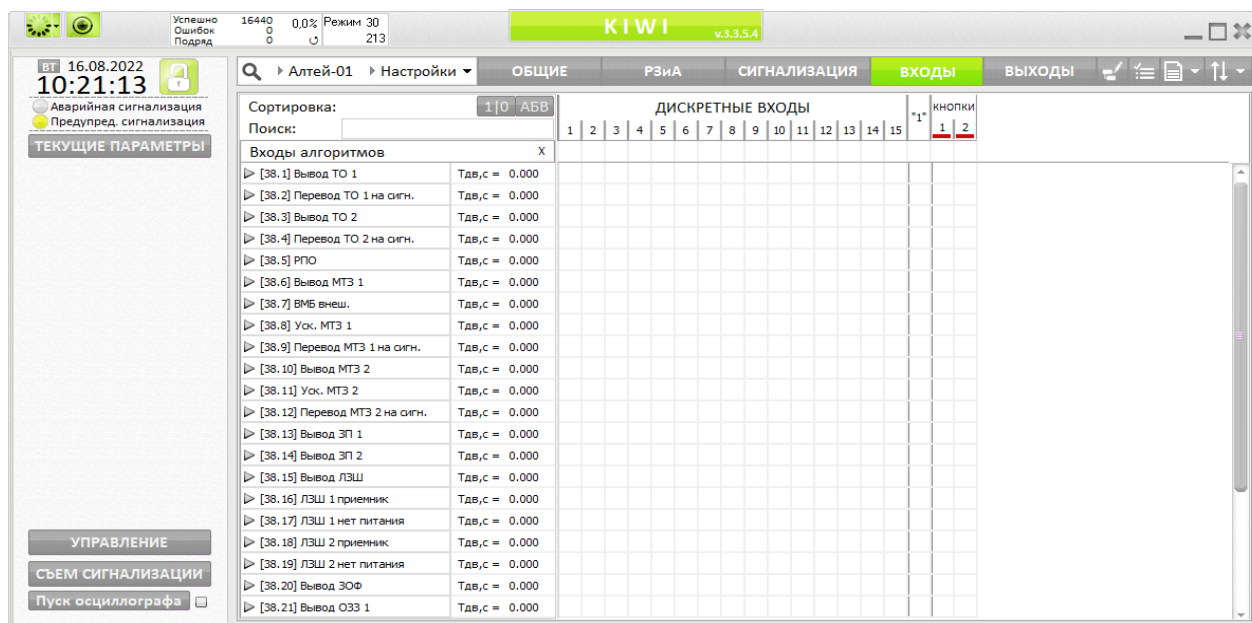 Успешно 16440 0,0% Режим 30
Ошибок 0
Подряд 0 213
KIWI v.3.3.5.4
ВТ 16.08.2022
10:21:13
Аварийная сигнализация
Предупред. сигнализация
ТЕКУЩИЕ ПАРАМЕТРЫ
УПРАВЛЕНИЕ
СЪЕМ СИГНАЛИЗАЦИИ
Пуск осциллографа
Алтей-01 Настройки ОБЩИЕ РЗиА СИГНАЛИЗАЦИЯ ВХОДЫ ВЫХОДЫ
Сортировка: 1|0 АБВ
Поиск:
ДИСКРЕТНЫЕ ВХОДЫ "1" КНОПКИ
1 2 3 4 5 6 7 8 9 10 11 12 13 14 15 1 2
Входы алгоритмов X
[38.1] Вывод ТО 1 Тдв,с = 0.000
[38.2] Перевод ТО 1 на сигн. Тдв,с = 0.000
[38.3] Вывод ТО 2 Тдв,с = 0.000
[38.4] Перевод ТО 2 на сигн. Тдв,с = 0.000
[38.5] РПО Тдв,с = 0.000
[38.6] Вывод МТЗ 1 Тдв,с = 0.000
[38.7] ВМБ внеш. Тдв,с = 0.000
[38.8] Уск. МТЗ 1 Тдв,с = 0.000
[38.9] Перевод МТЗ 1 на сигн. Тдв,с = 0.000
[38.10] Вывод МТЗ 2 Тдв,с = 0.000
[38.11] Уск. МТЗ 2 Тдв,с = 0.000
[38.12] Перевод МТЗ 2 на сигн. Тдв,с = 0.000
[38.13] Вывод ЗП 1 Тдв,с = 0.000
[38.14] Вывод ЗП 2 Тдв,с = 0.000
[38.15] Вывод ЛЗШ Тдв,с = 0.000
[38.16] ЛЗШ 1 приемник Тдв,с = 0.000
[38.17] ЛЗШ 1 нет питания Тдв,с = 0.000
[38.18] ЛЗШ 2 приемник Тдв,с = 0.000
[38.19] ЛЗШ 2 нет питания Тдв,с = 0.000
[38.20] Вывод ЗОФ Тдв,с = 0.000
[38.21] Вывод ОЗЗ 1 Тдв,с = 0.000